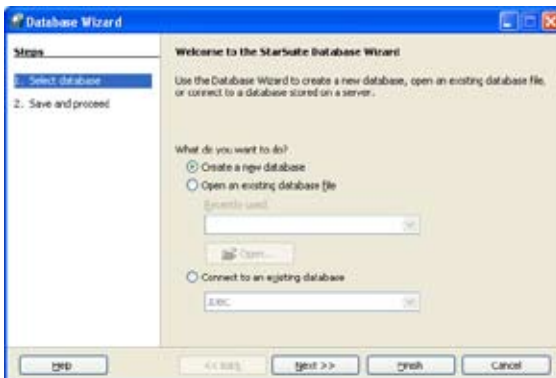 Database Wizard
Steps
1. Select database
2. Save and proceed
Welcome to the StarSuite Database Wizard
Use the Database Wizard to create a new database, open an existing database file, or connect to a database stored on a server.
What do you want to do?
Create a new database
Open an existing database file
Recently used
Open...
Connect to an existing database
JDBC
Help
<< Back
Next >>
Finish
Cancel